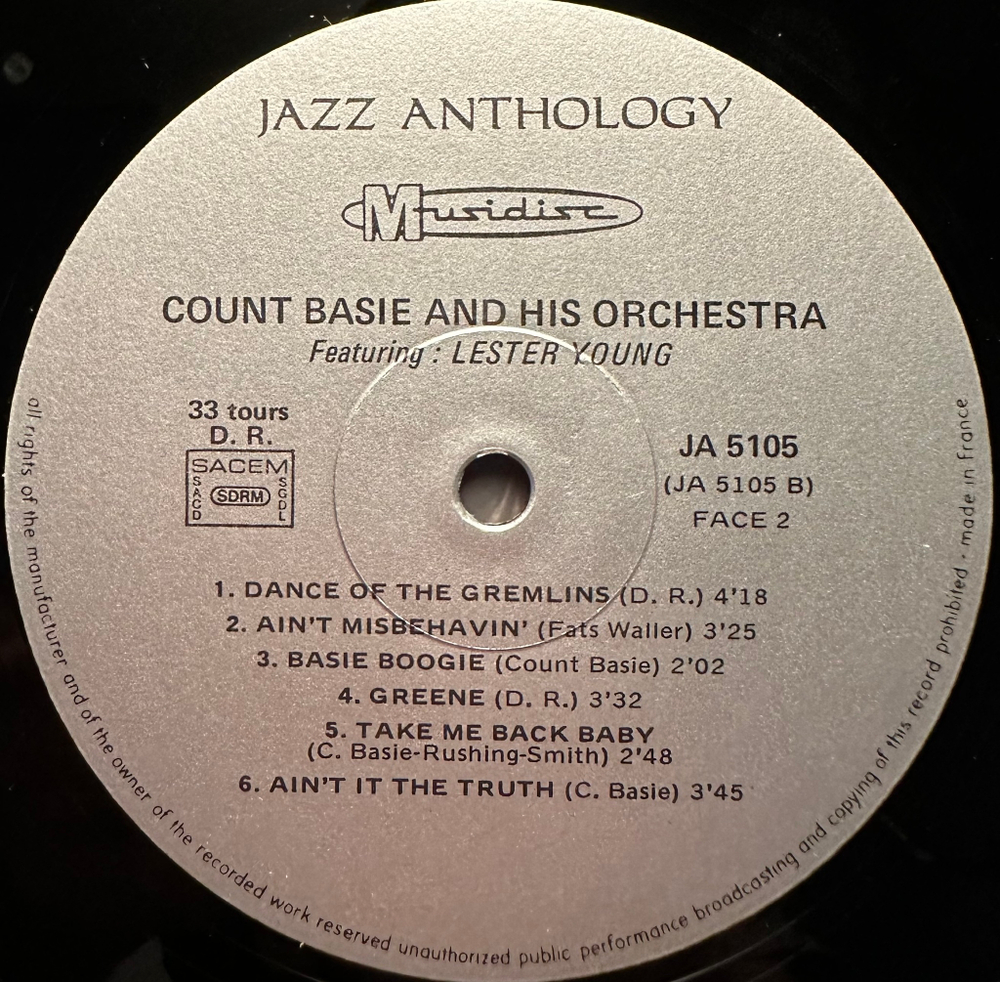 JAZZ ANTHOLOGY
Musidisc
COUNT BASIE AND HIS ORCHESTRA
Featuring : LESTER YOUNG
33 tours
D. R.
SACEM
SACD
SDRM
SGDL
JA 5105
(JA 5105 B)
FACE 2
1. DANCE OF THE GREMLINS (D. R.) 4'18
2. AIN'T MISBEHAVIN' (Fats Waller) 3'25
3. BASIE BOOGIE (Count Basie) 2'02
4. GREENE (D. R.) 3'32
5. TAKE ME BACK BABY
(C. Basie-Rushing-Smith) 2'48
6. AIN'T IT THE TRUTH (C. Basie) 3'45
all rights of the manufacturer and of the owner of the recorded work reserved unauthorized public performance broadcasting and copying of this record prohibited • made in france